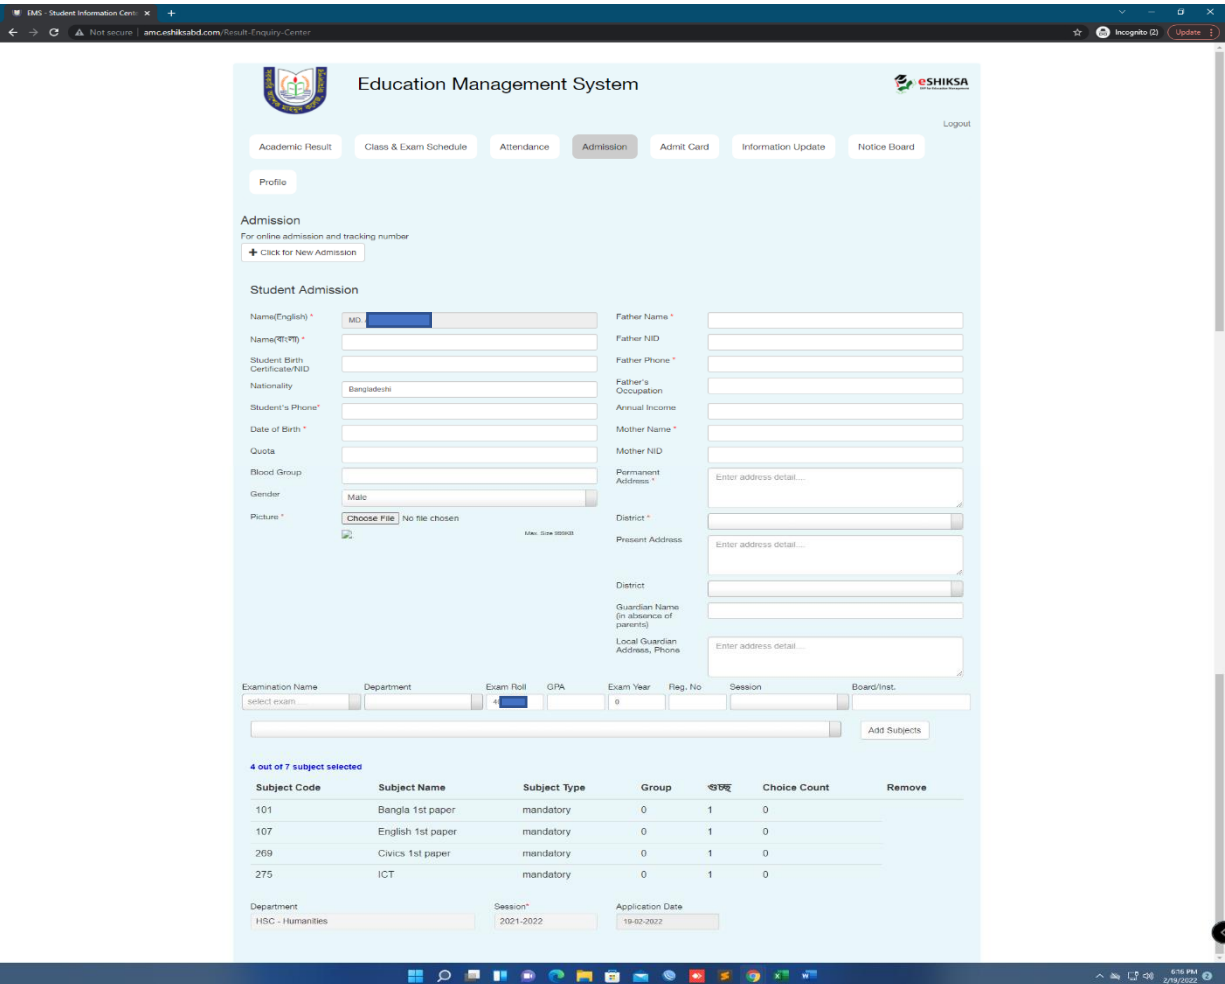 EMS - Student Information Cent
Not secure | amc.eshiksabd.com/Result-Enquiry-Center
Incognito (2)
Update
Education Management System
eSHIKSA
Logout
Academic Result
Class & Exam Schedule
Attendance
Admission
Admit Card
Information Update
Notice Board
Profile
Admission
For online admission and tracking number
+ Click for New Admission
Student Admission
Name(English) * MD.
Father Name *
Name(বাংলা) *
Father NID
Student Birth
Certificate/NID
Father Phone *
Nationality Bangladeshi
Father's
Occupation
Student's Phone*
Annual Income
Date of Birth *
Mother Name *
Quota
Mother NID
Blood Group
Permanent
Address * Enter address detail....
Gender Male
Picture * Choose File No file chosen
Max. Size
District *
Present Address Enter address detail....
District
Guardian Name
(in absence of
parents)
Local Guardian
Address, Phone Enter address detail....
Examination Name Department Exam Roll GPA Exam Year Reg. No Session Board/Inst.
select exam.... 0
Add Subjects
4 out of 7 subject selected
Subject Code Subject Name Subject Type Group গুচ্ছ Choice Count Remove
101 Bangla 1st paper mandatory 0 1 0
107 English 1st paper mandatory 0 1 0
269 Civics 1st paper mandatory 0 1 0
275 ICT mandatory 0 1 0
Department Session* Application Date
HSC - Humanities 2021-2022 19-02-2022
6:16 PM
2/19/2022